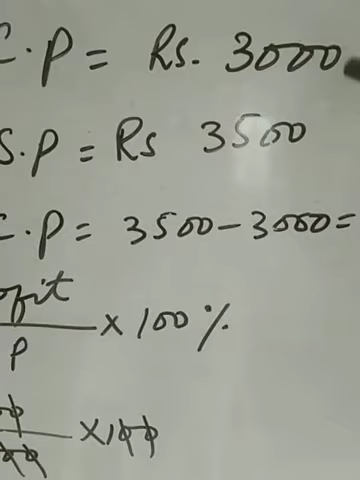 C.P = Rs. 3000
S.P = Rs 3500
C.P = 3500-3000=
ofit
P
× 100%
×100